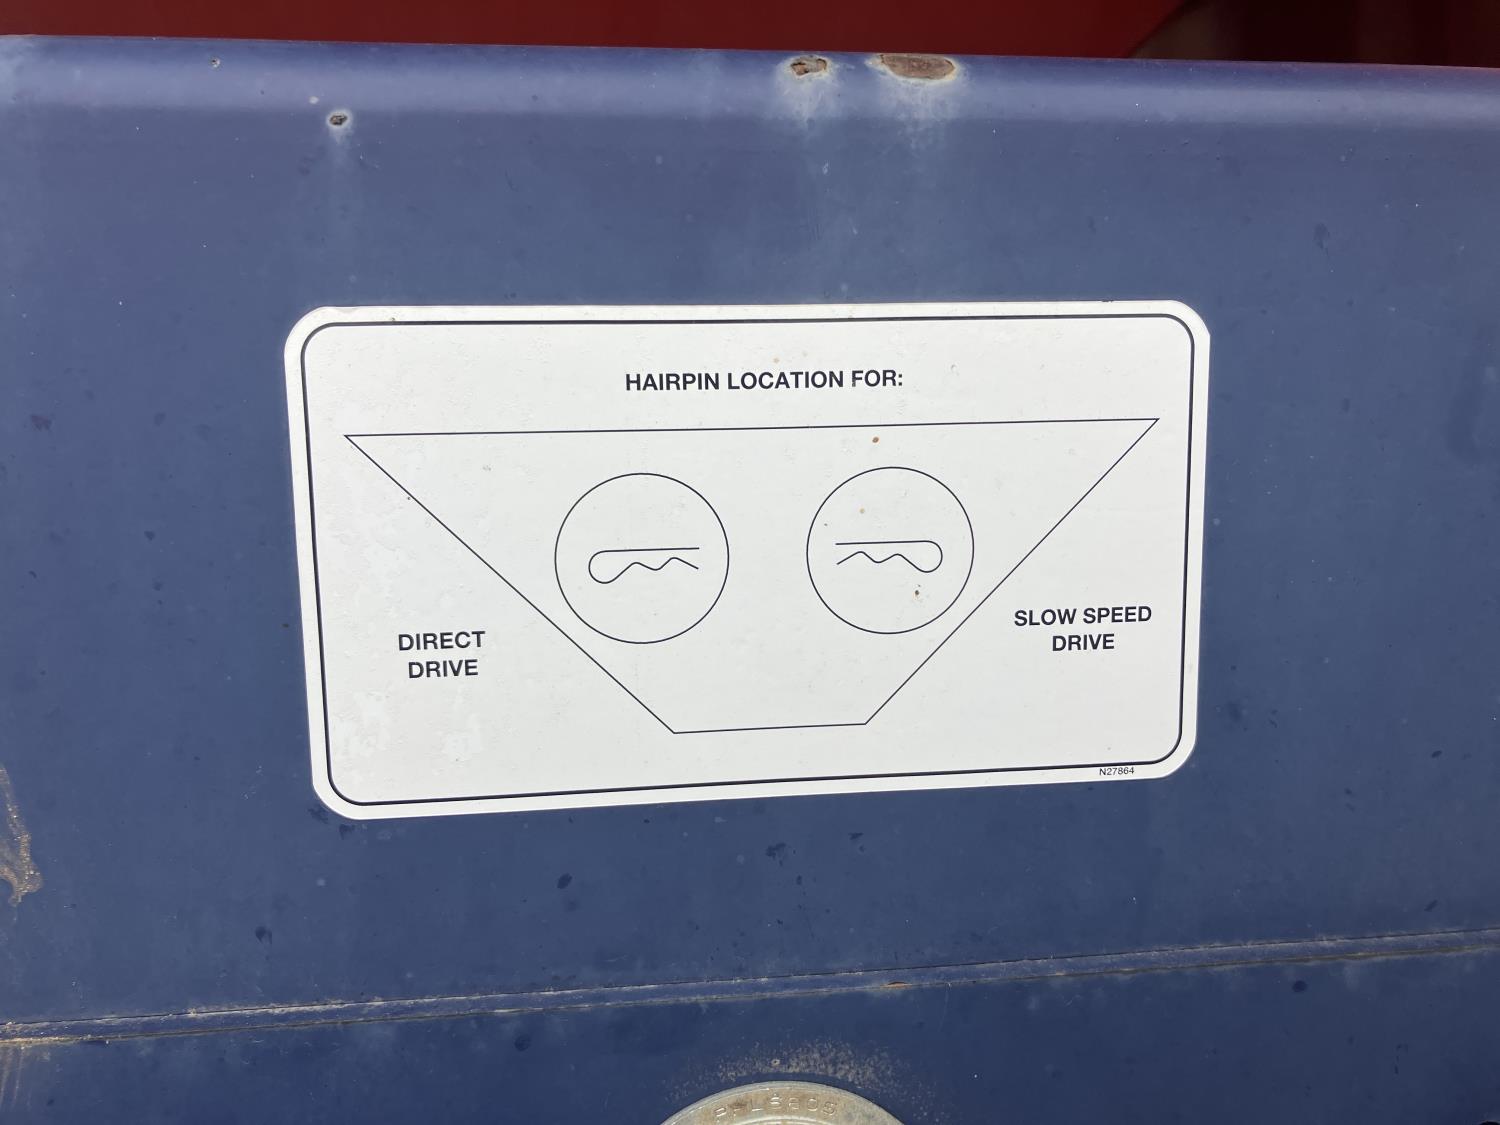 HAIRPIN LOCATION FOR:
DIRECT
DRIVE
SLOW SPEED
DRIVE
N27864